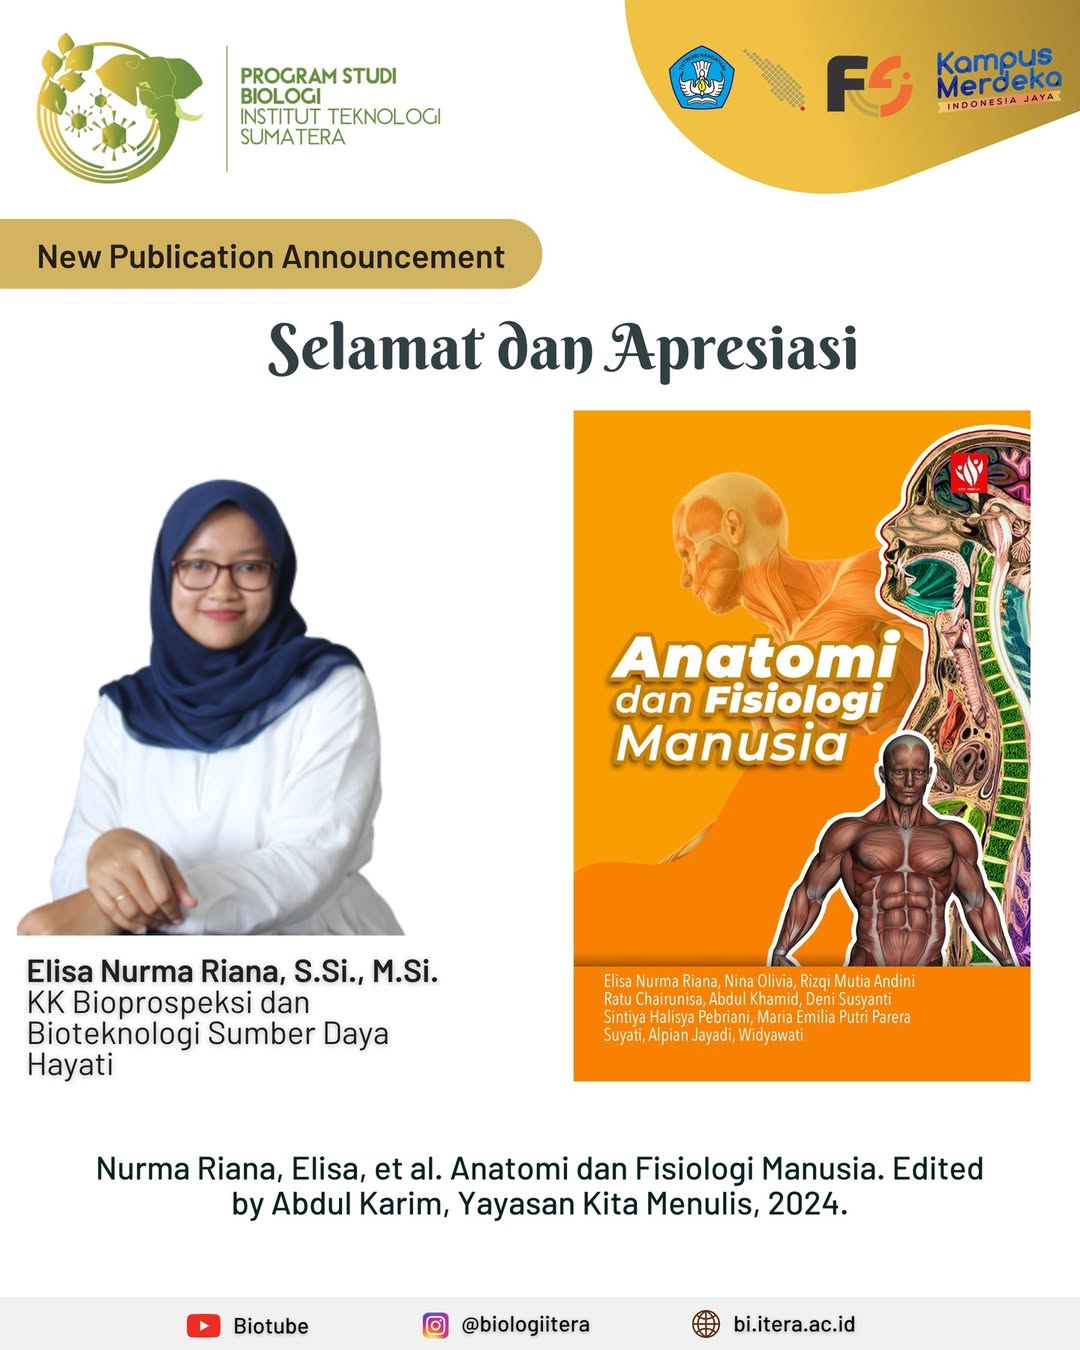 PROGRAM STUDI
BIOLOGI
INSTITUT TEKNOLOGI
SUMATERA
TUT WURI HANDAYANI
FS
Kampus
Merdeka
INDONESIA JAYA
New Publication Announcement
Selamat dan Apresiasi
Anatomi
dan Fisiologi
Manusia
Elisa Nurma Riana, Nina Olivia, Rizqi Mutia Andini
Ratu Chairunisa, Abdul Khamid, Deni Susyanti
Sintiya Halisya Pebriani, Maria Emilia Putri Parera
Suyati, Alpian Jayadi, Widyawati
Elisa Nurma Riana, S.Si., M.Si.
KK Bioprospeksi dan
Bioteknologi Sumber Daya
Hayati
Nurma Riana, Elisa, et al. Anatomi dan Fisiologi Manusia. Edited
by Abdul Karim, Yayasan Kita Menulis, 2024.
Biotube
@biologiitera
bi.itera.ac.id